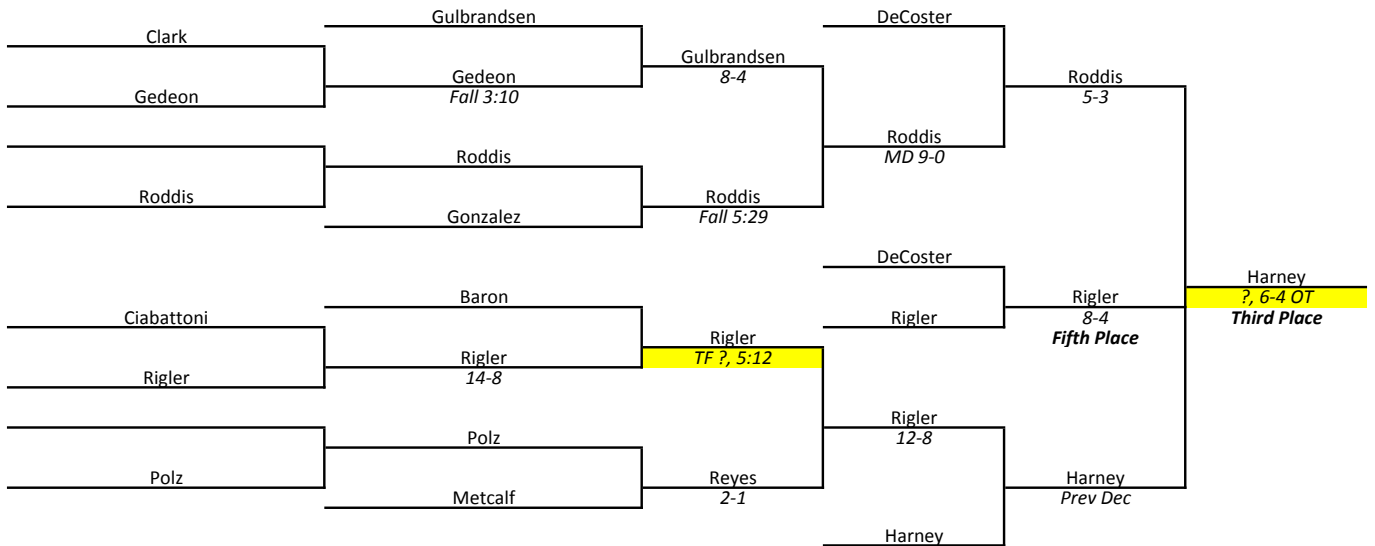 Gulbrandsen
DeCoster
Clark
Gulbrandsen
8-4
Gedeon
Fall 3:10
Roddis
5-3
Gedeon
Roddis
MD 9-0
Roddis
Roddis
Roddis
Fall 5:29
Gonzalez
DeCoster
Harney
?, 6-4 OT
Third Place
Baron
Rigler
8-4
Fifth Place
Ciabattoni
Rigler
Rigler
TF ?, 5:12
Rigler
14-8
Rigler
Rigler
12-8
Polz
Polz
Reyes
2-1
Harney
Prev Dec
Metcalf
Harney